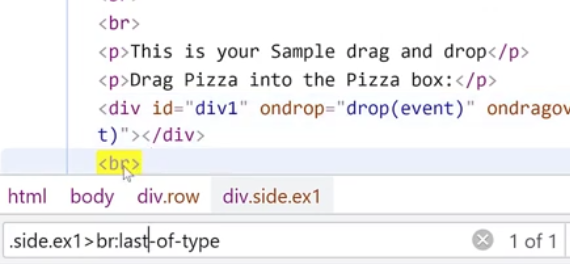 <br>
<p>This is your Sample drag and drop</p>
<p>Drag Pizza into the Pizza box:</p>
<div id="div1" ondrop="drop(event)" ondragov
t)"></div>
<br>
html body div.row div.side.ex1
.side.ex1>br:last-of-type 1 of 1